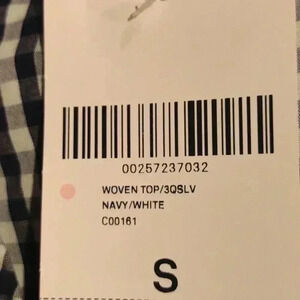 00257237032
WOVEN TOP/3QSLV
NAVY/WHITE
C00161
S